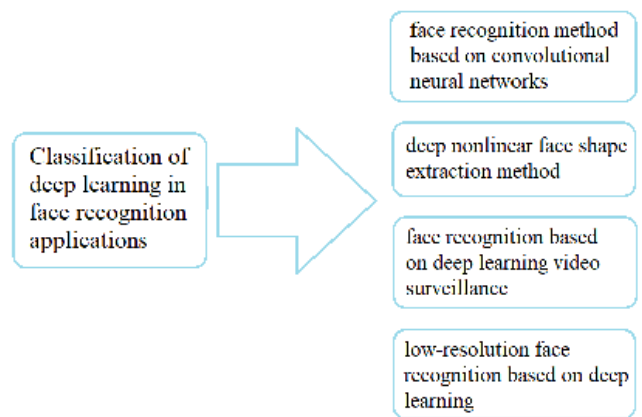 Classification of
deep learning in
face recognition
applications
face recognition method
based on convolutional
neural networks
deep nonlinear face shape
extraction method
face recognition based
on deep learning video
surveillance
low-resolution face
recognition based on deep
learning